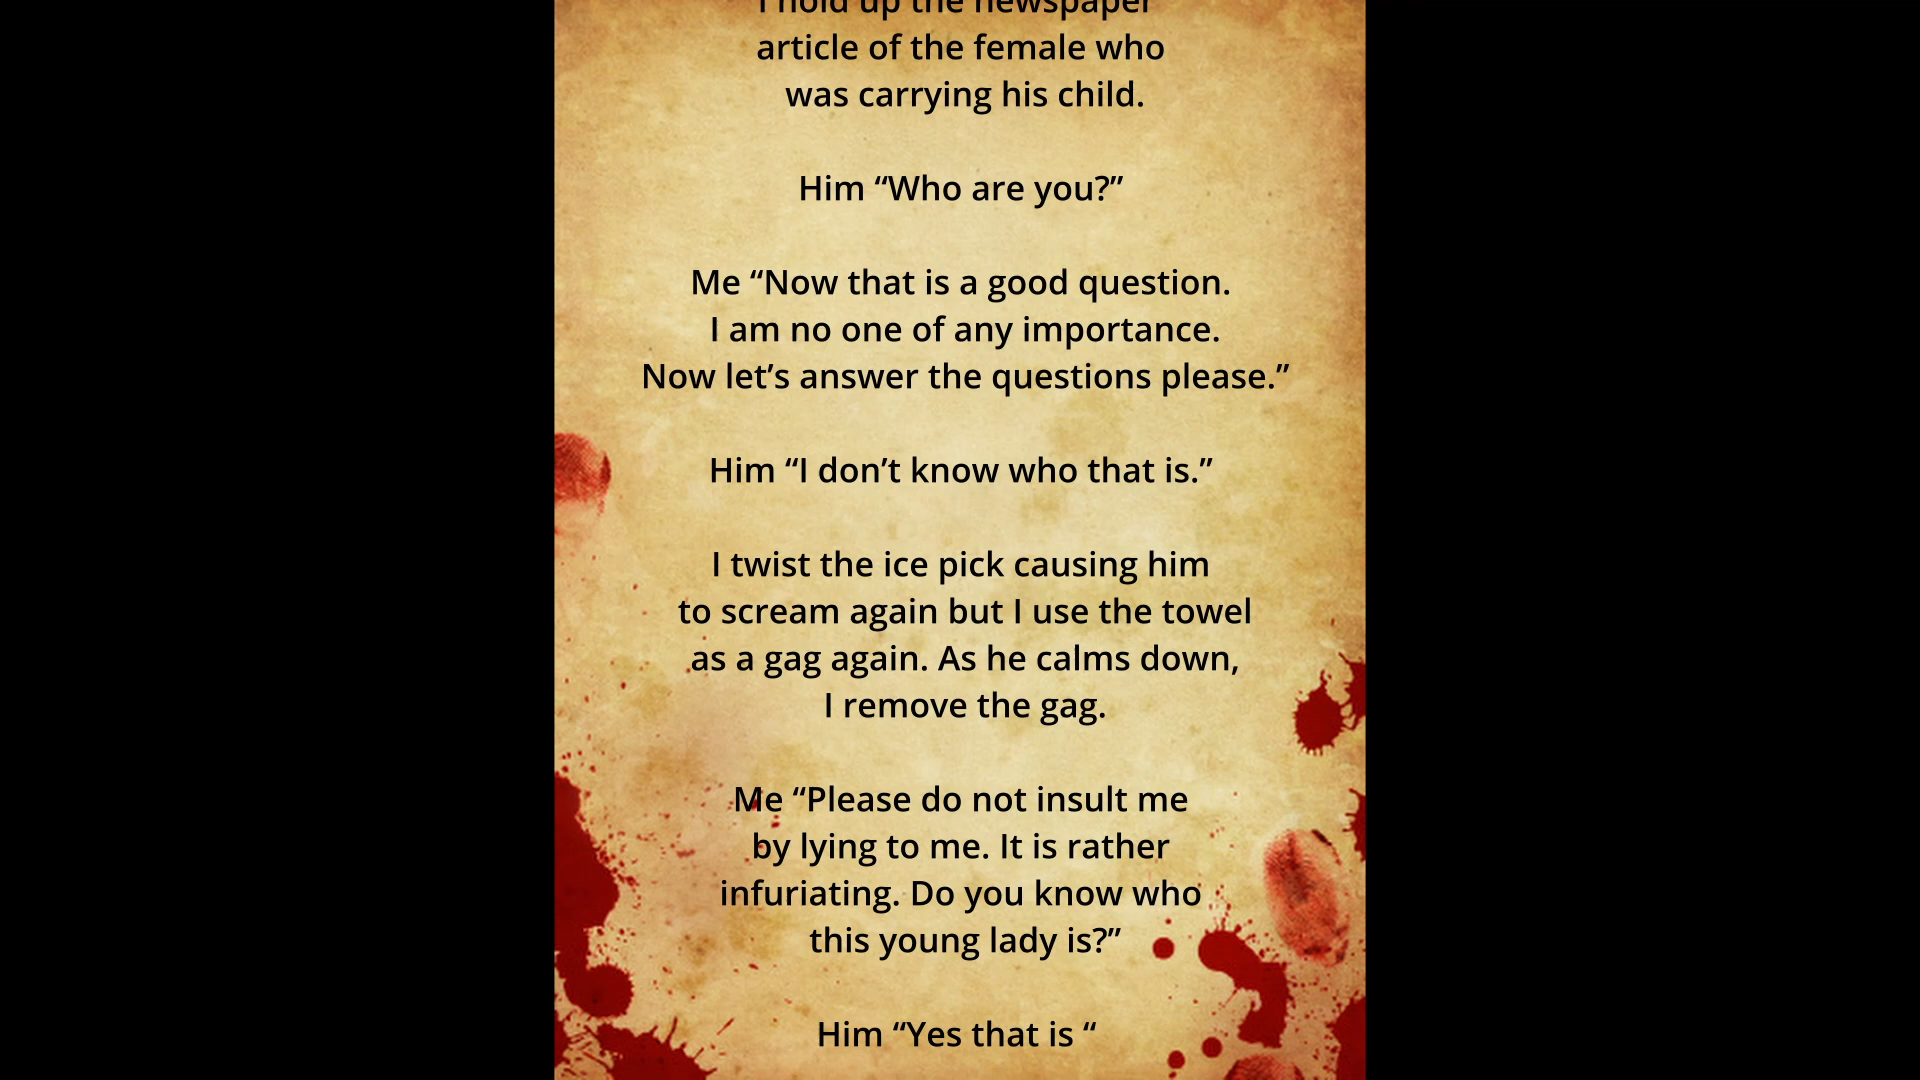 I hold up the newspaper
article of the female who
was carrying his child.
Him “Who are you?”
Me “Now that is a good question.
I am no one of any importance.
Now let’s answer the questions please.”
Him “I don’t know who that is.”
I twist the ice pick causing him
to scream again but I use the towel
as a gag again. As he calms down,
I remove the gag.
Me “Please do not insult me
by lying to me. It is rather
infuriating. Do you know who
this young lady is?”
Him “Yes that is “